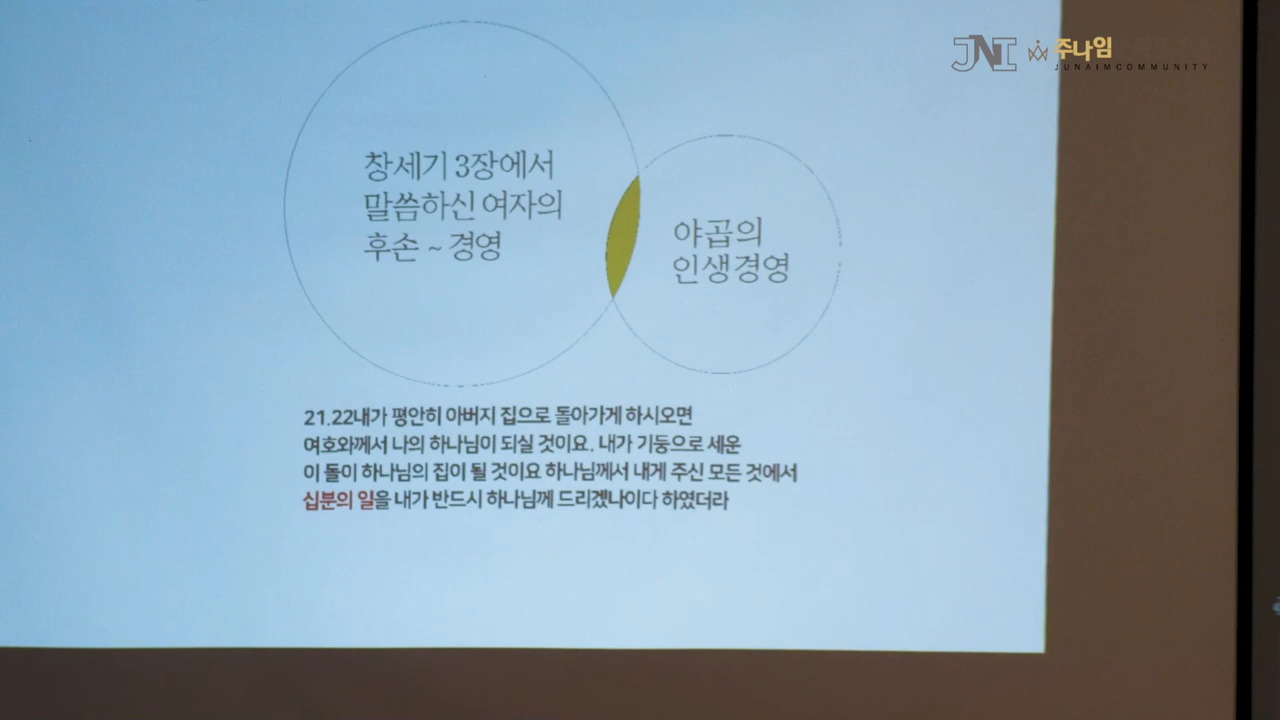 JNI 주나임
JUNAIMCOMMUNITY
창세기 3장에서
말씀하신 여자의
후손 ~ 경영
야곱의
인생경영
21.22내가 평안히 아버지 집으로 돌아가게 하시오면
여호와께서 나의 하나님이 되실 것이요. 내가 기둥으로 세운
이 돌이 하나님의 집이 될 것이요 하나님께서 내게 주신 모든 것에서
십분의 일을 내가 반드시 하나님께 드리겠나이다 하였더라